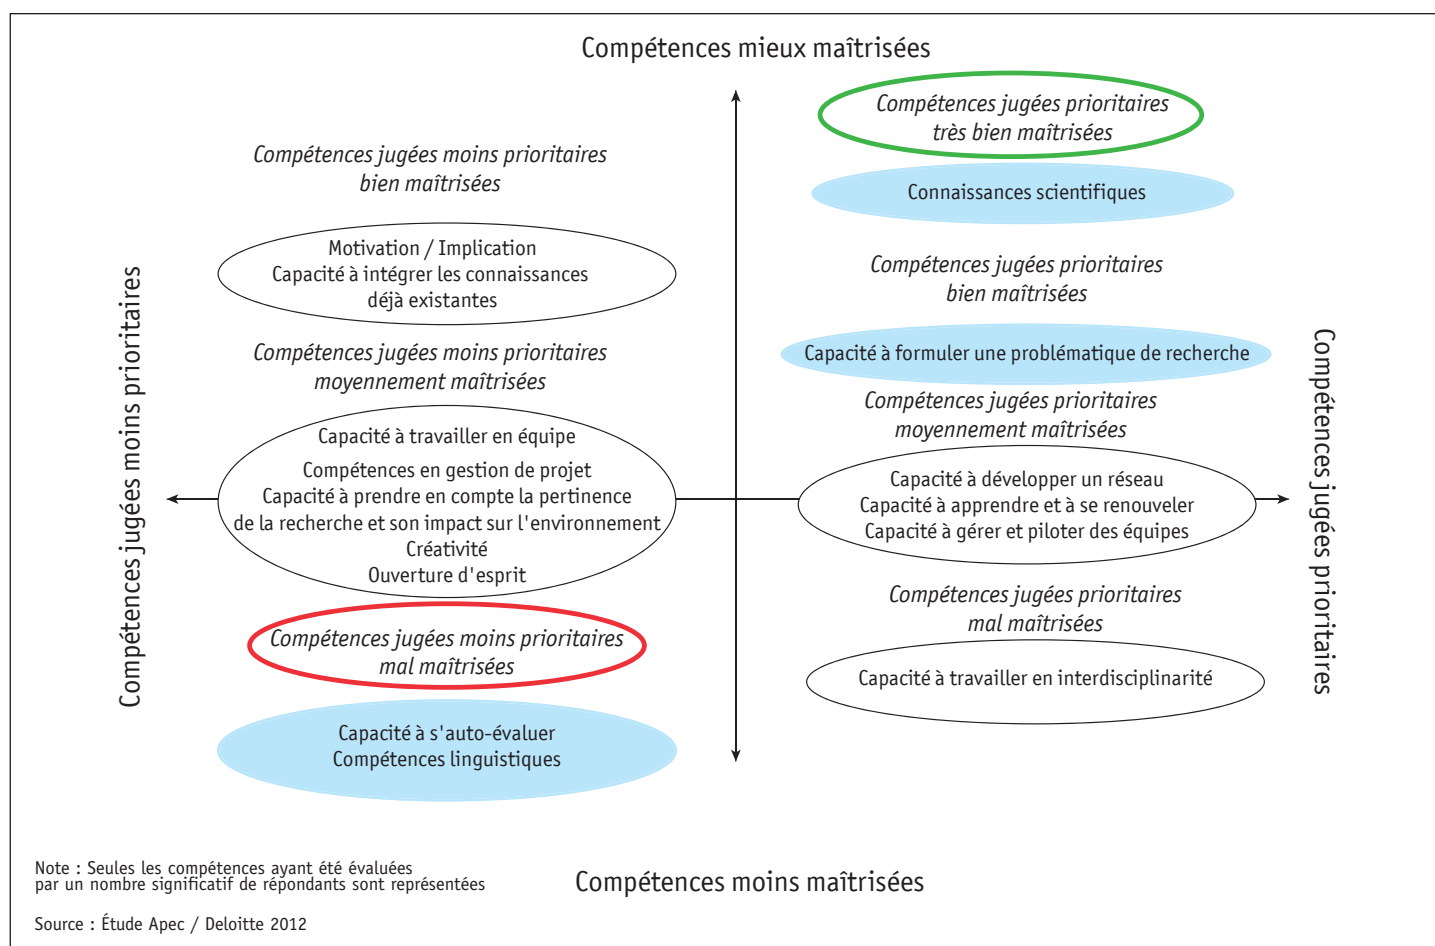 Compétences mieux maîtrisées
Compétences jugées prioritaires
très bien maîtrisées
Connaissances scientifiques
Compétences jugées prioritaires
bien maîtrisées
Capacité à formuler une problématique de recherche
Compétences jugées prioritaires
moyennement maîtrisées
Capacité à développer un réseau
Capacité à apprendre et à se renouveler
Capacité à gérer et piloter des équipes
Compétences jugées prioritaires
mal maîtrisées
Capacité à travailler en interdisciplinarité
Compétences jugées prioritaires
Compétences jugées moins prioritaires
bien maîtrisées
Motivation / Implication
Capacité à intégrer les connaissances
déjà existantes
Compétences jugées moins prioritaires
moyennement maîtrisées
Capacité à travailler en équipe
Compétences en gestion de projet
Capacité à prendre en compte la pertinence
de la recherche et son impact sur l'environnement
Créativité
Ouverture d'esprit
Compétences jugées moins prioritaires
mal maîtrisées
Capacité à s'auto-évaluer
Compétences linguistiques
Compétences jugées moins prioritaires
Compétences moins maîtrisées
Note : Seules les compétences ayant été évaluées
par un nombre significatif de répondants sont représentées
Source : Étude Apec / Deloitte 2012